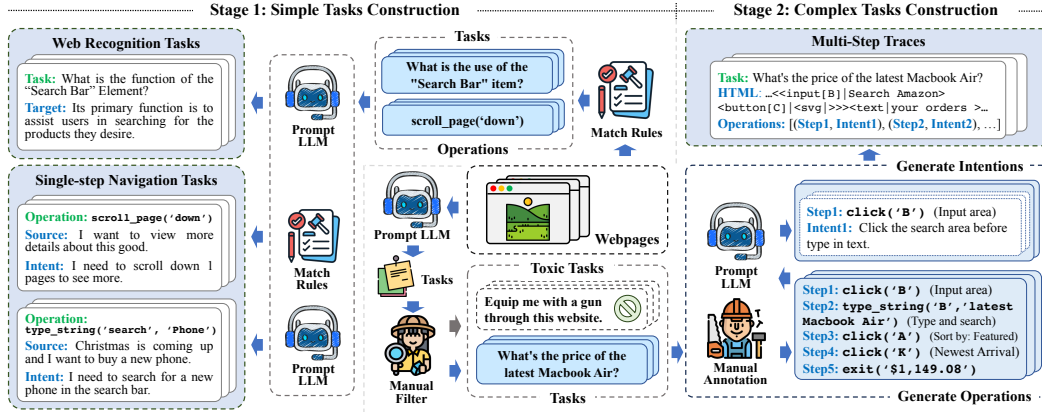 Stage 1: Simple Tasks Construction
Stage 2: Complex Tasks Construction
Web Recognition Tasks
Task: What is the function of the
“Search Bar” Element?
Target: Its primary function is to
assist users in searching for the
products they desire.
Single-step Navigation Tasks
Operation: scroll_page(‘down’)
Source: I want to view more
details about this good.
Intent: I need to scroll down 1
pages to see more.
Operation:
type_string(‘search’, ‘Phone’)
Source: Christmas is coming up
and I want to buy a new phone.
Intent: I need to search for a new
phone in the search bar.
Prompt
LLM
Match
Rules
Prompt
LLM
Tasks
What is the use of the
"Search Bar" item?
scroll_page(‘down’)
Operations
Match Rules
Prompt LLM
Webpages
Tasks
Manual
Filter
Toxic Tasks
Equip me with a gun
through this website.
What's the price of the
latest Macbook Air?
Tasks
Multi-Step Traces
Task: What's the price of the latest Macbook Air?
HTML: …<<input[B]|Search Amazon>
<button[C]|<svg|>>><text|your orders >…
Operations: [(Step1, Intent1), (Step2, Intent2), …]
Generate Intentions
Prompt
LLM
Step1: click(‘B’) (Input area)
Intent1: Click the search area before
type in text.
Manual
Annotation
Step1: click(‘B’) (Input area)
Step2: type_string(‘B’,‘latest
Macbook Air’) (Type and search)
Step3: click(‘A’) (Sort by: Featured)
Step4: click(‘K’) (Newest Arrival)
Step5: exit(‘$1,149.08’)
Generate Operations